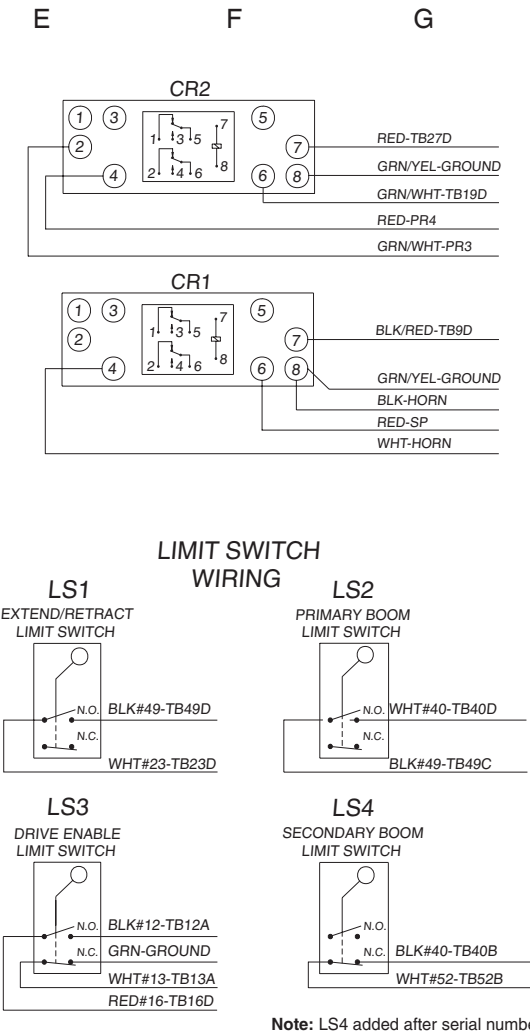 E F G
CR2
1 3 5
2 7
4 6 8
1 3 5 7
2 4 6 8
RED-TB27D
GRN/YEL-GROUND
GRN/WHT-TB19D
RED-PR4
GRN/WHT-PR3
CR1
1 3 5
2 7
4 6 8
1 3 5 7
2 4 6 8
BLK/RED-TB9D
GRN/YEL-GROUND
BLK-HORN
RED-SP
WHT-HORN
LIMIT SWITCH
WIRING
LS1
EXTEND/RETRACT
LIMIT SWITCH
N.O. BLK#49-TB49D
N.C.
WHT#23-TB23D
LS2
PRIMARY BOOM
LIMIT SWITCH
N.O. WHT#40-TB40D
N.C.
BLK#49-TB49C
LS3
DRIVE ENABLE
LIMIT SWITCH
N.O. BLK#12-TB12A
N.C. GRN-GROUND
WHT#13-TB13A
RED#16-TB16D
LS4
SECONDARY BOOM
LIMIT SWITCH
N.O.
N.C. BLK#40-TB40B
WHT#52-TB52B
Note: LS4 added after serial numbe